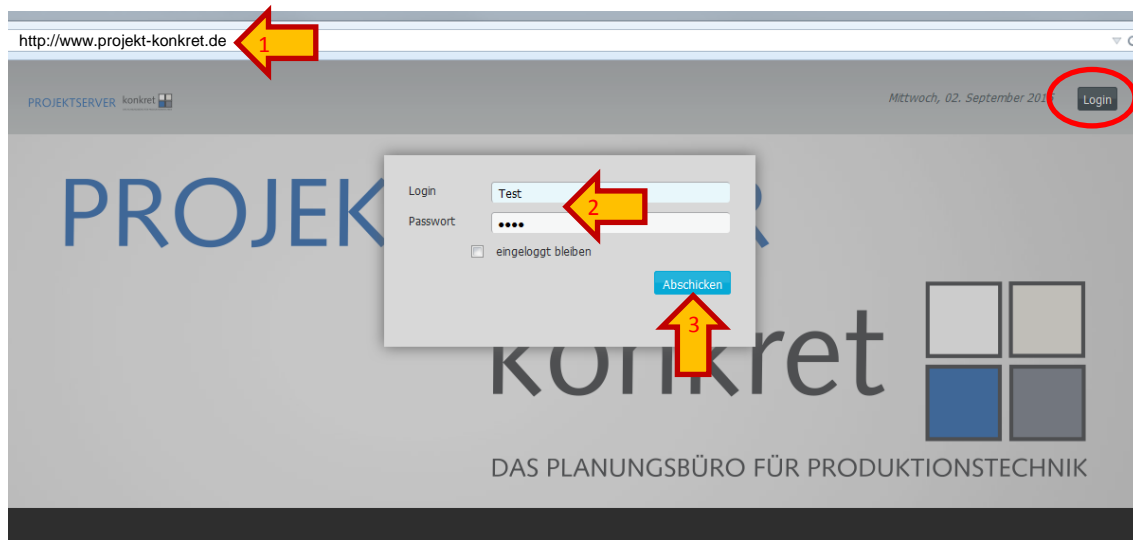 http://www.projekt-konkret.de
1
PROJEKTSERVER konkret
Mittwoch, 02. September
Login
PROJEK R
Login Test
2
Passwort ••••
eingeloggt bleiben
Abschicken
3
konkret
DAS PLANUNGSBÜRO FÜR PRODUKTIONSTECHNIK